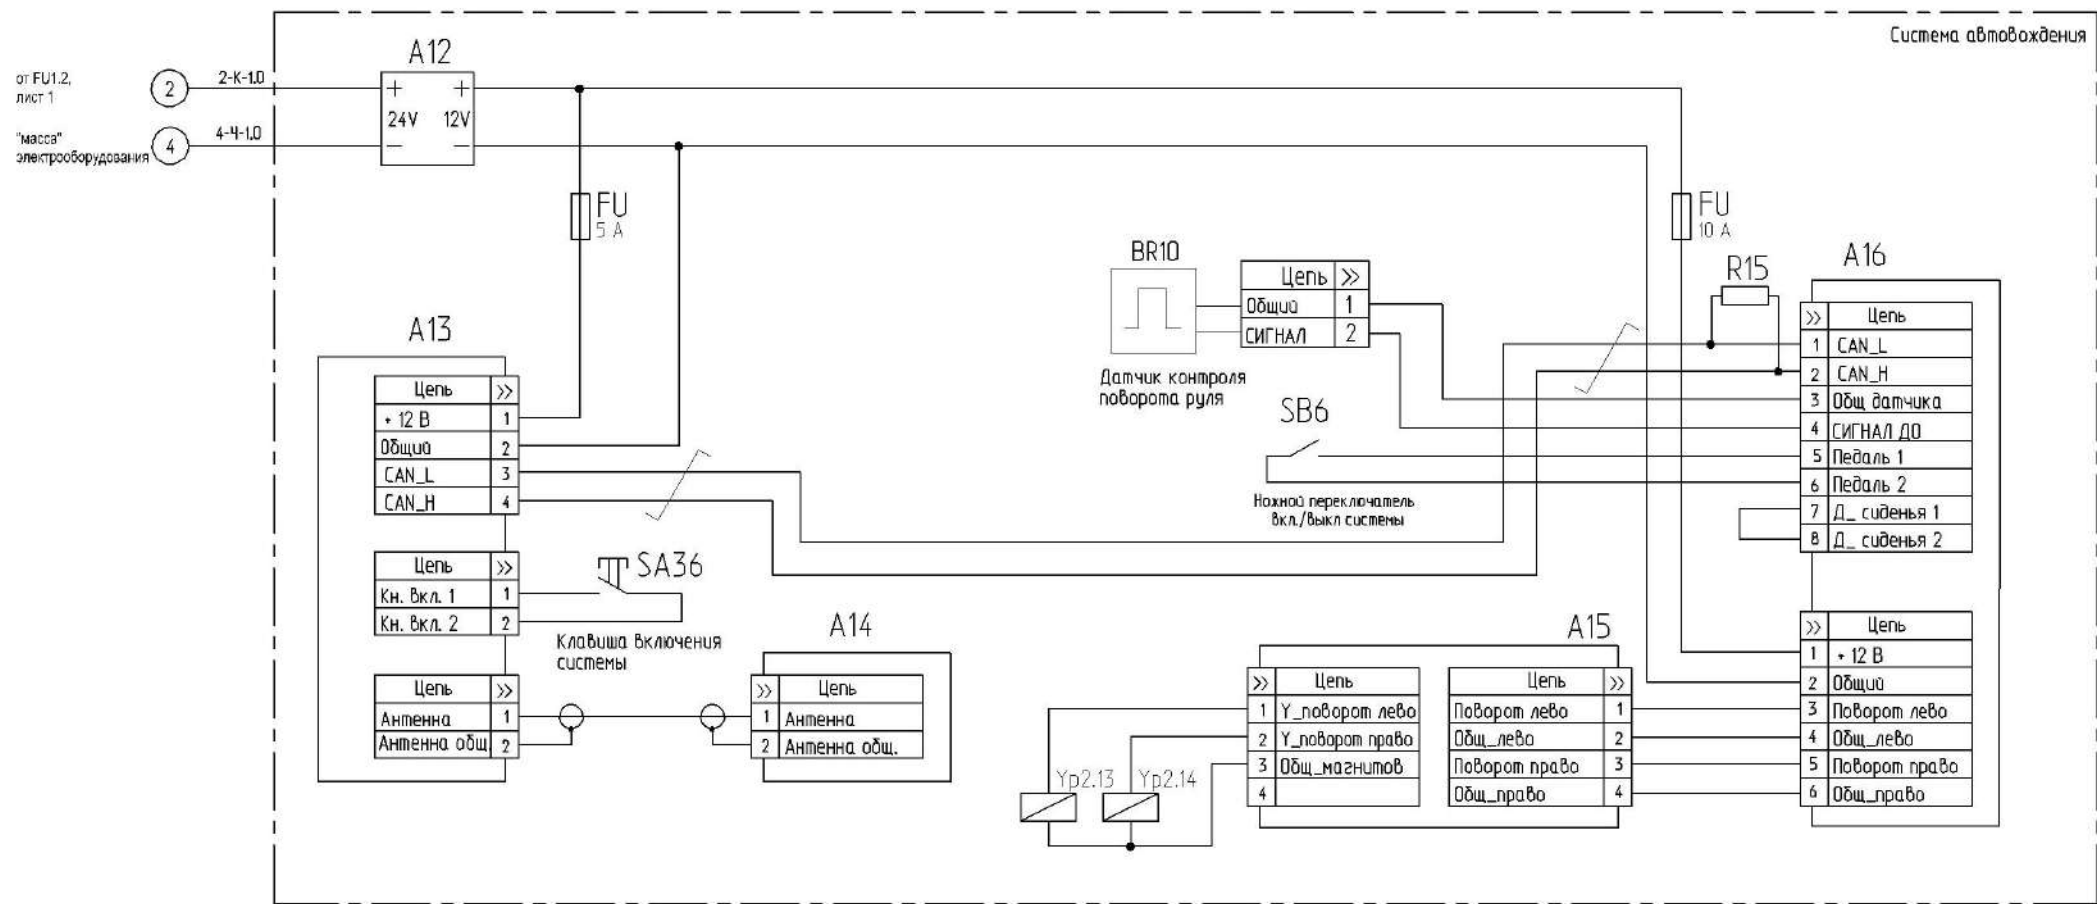 Система автовождения
от FU1.2,
лист 1
2
2-К-1.0
"масса"
электрооборудования
4
4-Ч-1.0
A12
+ +
24V 12V
— —
FU
5 А
FU
10 А
A13
Цепь >>
+ 12 В 1
Общий 2
CAN_L 3
CAN_H 4
Цепь >>
Кн. вкл. 1 1
Кн. вкл. 2 2
Цепь >>
Антенна 1
Антенна общ. 2
SA36
Клавиша включения
системы
A14
>> Цепь
1 Антенна
2 Антенна общ.
BR10
Датчик контроля
поворота руля
Цепь >>
Общий 1
СИГНАЛ 2
SB6
Ножной переключатель
вкл./выкл системы
R15
A16
>> Цепь
1 CAN_L
2 CAN_H
3 Общ датчика
4 СИГНАЛ ДО
5 Педаль 1
6 Педаль 2
7 Д_ сиденья 1
8 Д_ сиденья 2
>> Цепь
1 + 12 В
2 Общий
3 Поворот лево
4 Общ_лево
5 Поворот право
6 Общ_право
A15
>> Цепь
1 Y_поворот лево
2 Y_поворот право
3 Общ_магнитов
4
Цепь >>
Поворот лево 1
Общ_лево 2
Поворот право 3
Общ_право 4
Yp2.13
Yp2.14